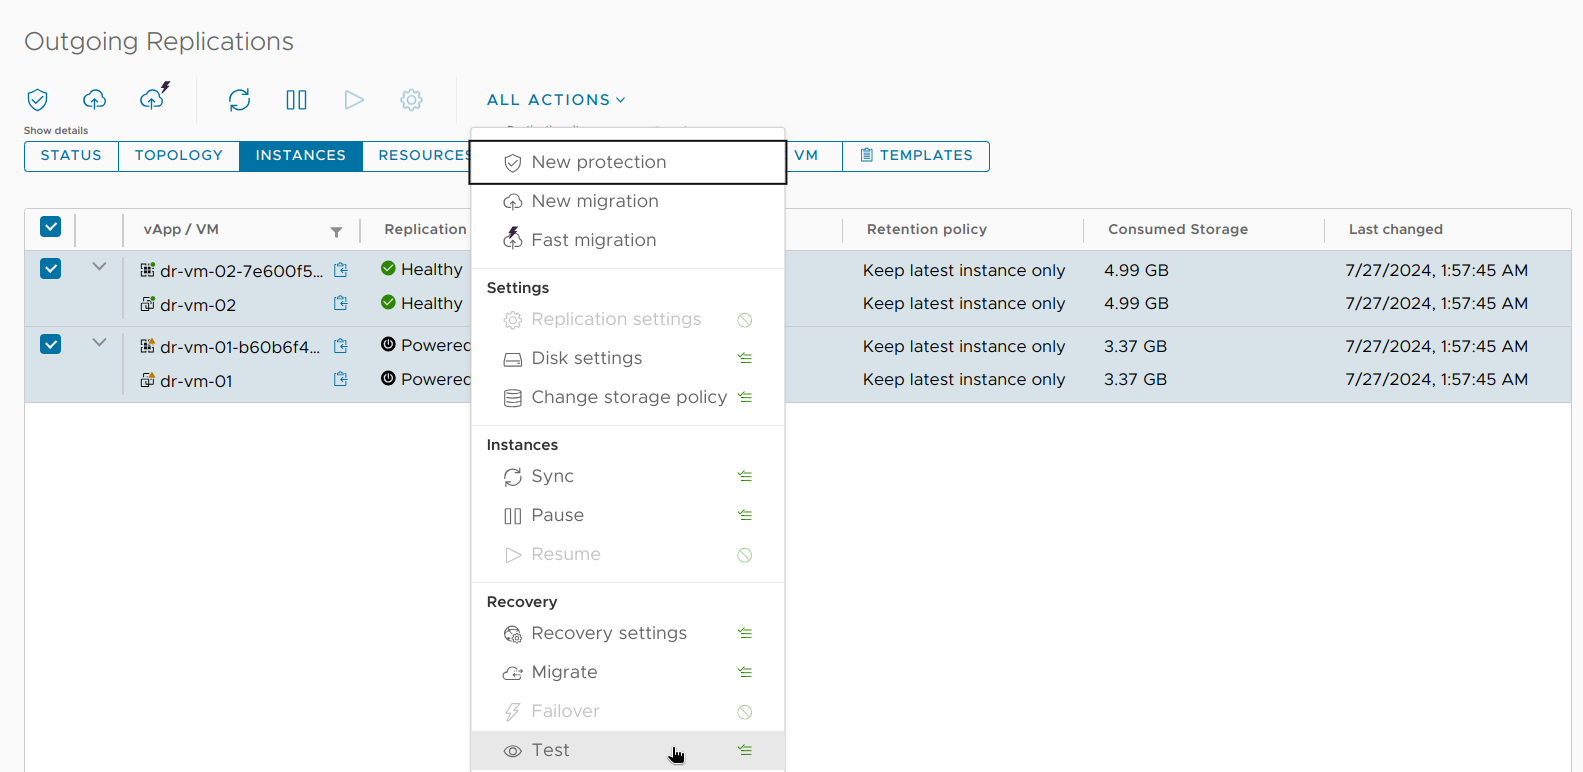 Outgoing Replications
ALL ACTIONS
Show details
STATUS TOPOLOGY INSTANCES RESOURCES VM TEMPLATES
New protection
New migration
Fast migration
Settings
Replication settings
Disk settings
Change storage policy
Instances
Sync
Pause
Resume
Recovery
Recovery settings
Migrate
Failover
Test
vApp / VM Replication Retention policy Consumed Storage Last changed
dr-vm-02-7e600f5... Healthy Keep latest instance only 4.99 GB 7/27/2024, 1:57:45 AM
dr-vm-02 Healthy Keep latest instance only 4.99 GB 7/27/2024, 1:57:45 AM
dr-vm-01-b60b6f4... Powered Keep latest instance only 3.37 GB 7/27/2024, 1:57:45 AM
dr-vm-01 Powered Keep latest instance only 3.37 GB 7/27/2024, 1:57:45 AM